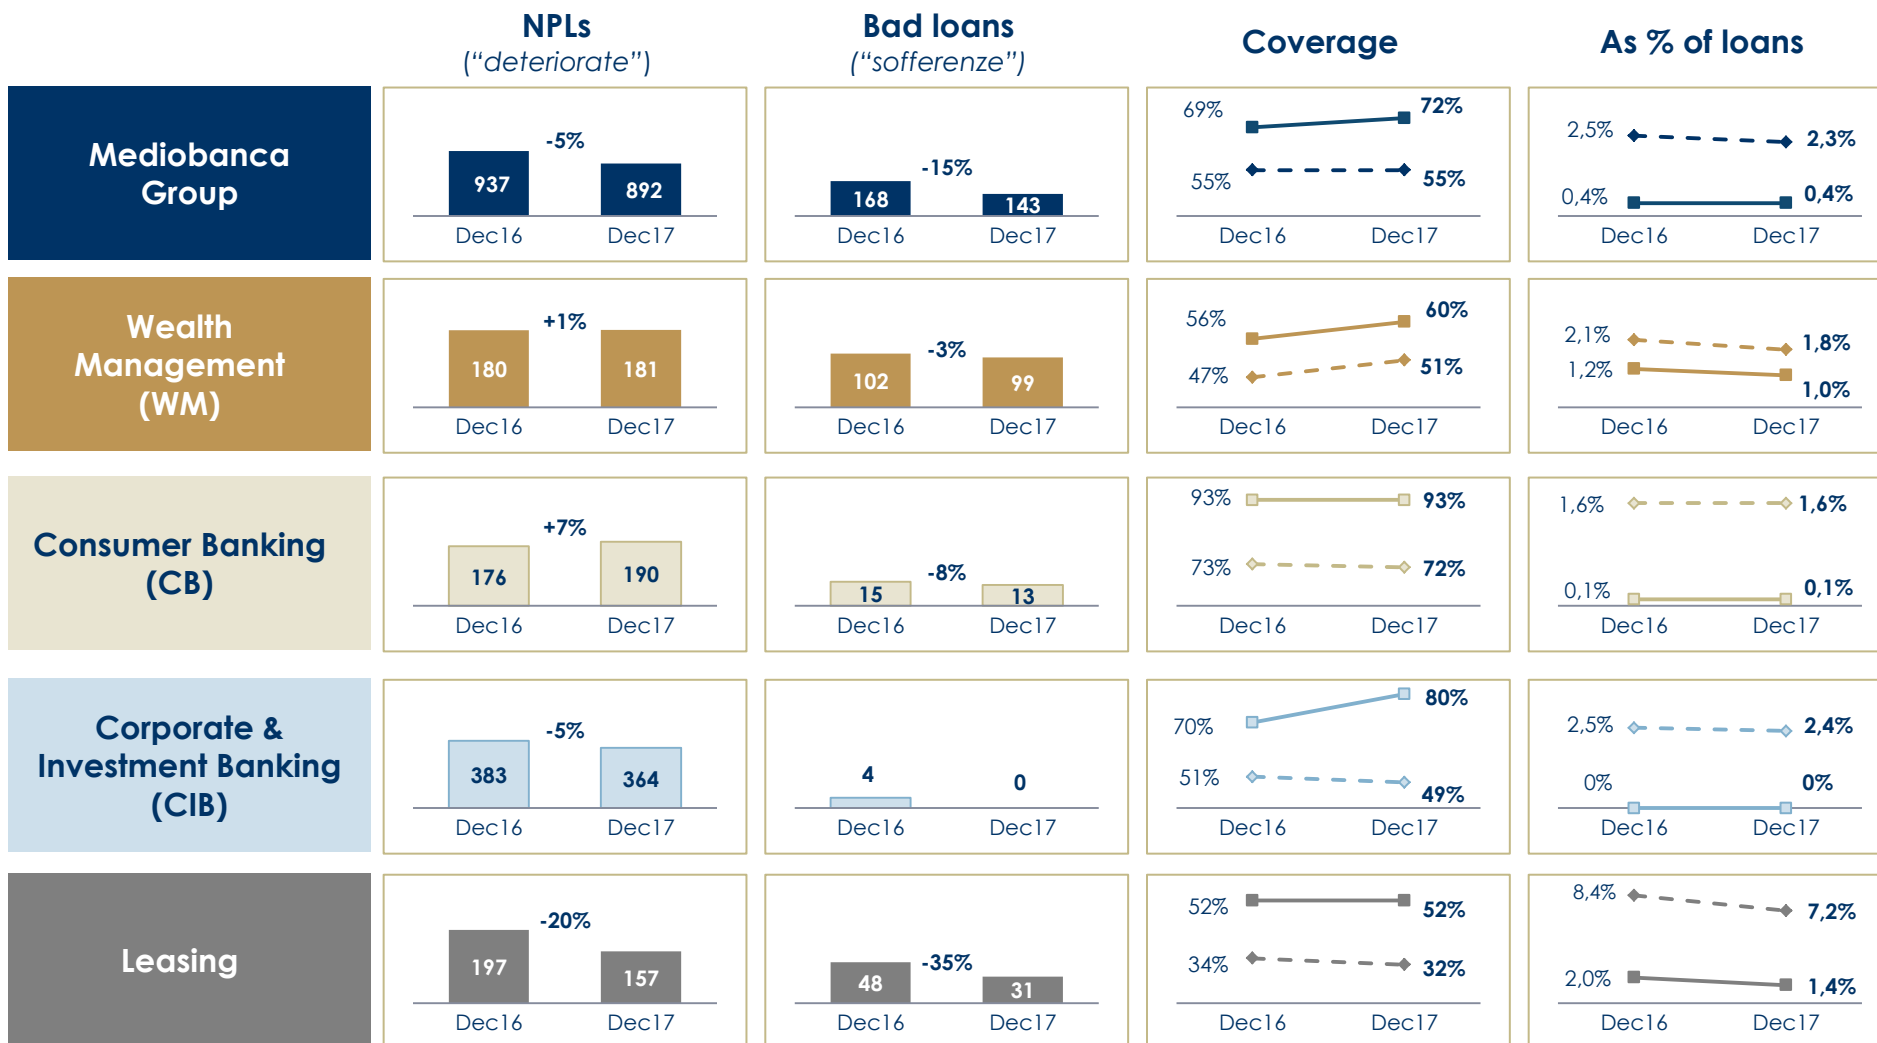 NPLs
(“deteriorate”)
Bad loans
(“sofferenze”)
Coverage
As % of loans
Mediobanca
Group
-5%
937
892
Dec16
Dec17
-15%
168
143
Dec16
Dec17
69%
72%
55%
55%
Dec16
Dec17
2,5%
2,3%
0,4%
0,4%
Dec16
Dec17
Wealth
Management
(WM)
+1%
180
181
Dec16
Dec17
-3%
102
99
Dec16
Dec17
56%
60%
47%
51%
Dec16
Dec17
2,1%
1,8%
1,2%
1,0%
Dec16
Dec17
Consumer Banking
(CB)
+7%
176
190
Dec16
Dec17
-8%
15
13
Dec16
Dec17
93%
93%
73%
72%
Dec16
Dec17
1,6%
1,6%
0,1%
0,1%
Dec16
Dec17
Corporate &
Investment Banking
(CIB)
-5%
383
364
Dec16
Dec17
4
0
Dec16
Dec17
70%
80%
51%
49%
Dec16
Dec17
2,5%
2,4%
0%
0%
Dec16
Dec17
Leasing
-20%
197
157
Dec16
Dec17
-35%
48
31
Dec16
Dec17
52%
52%
34%
32%
Dec16
Dec17
8,4%
7,2%
2,0%
1,4%
Dec16
Dec17